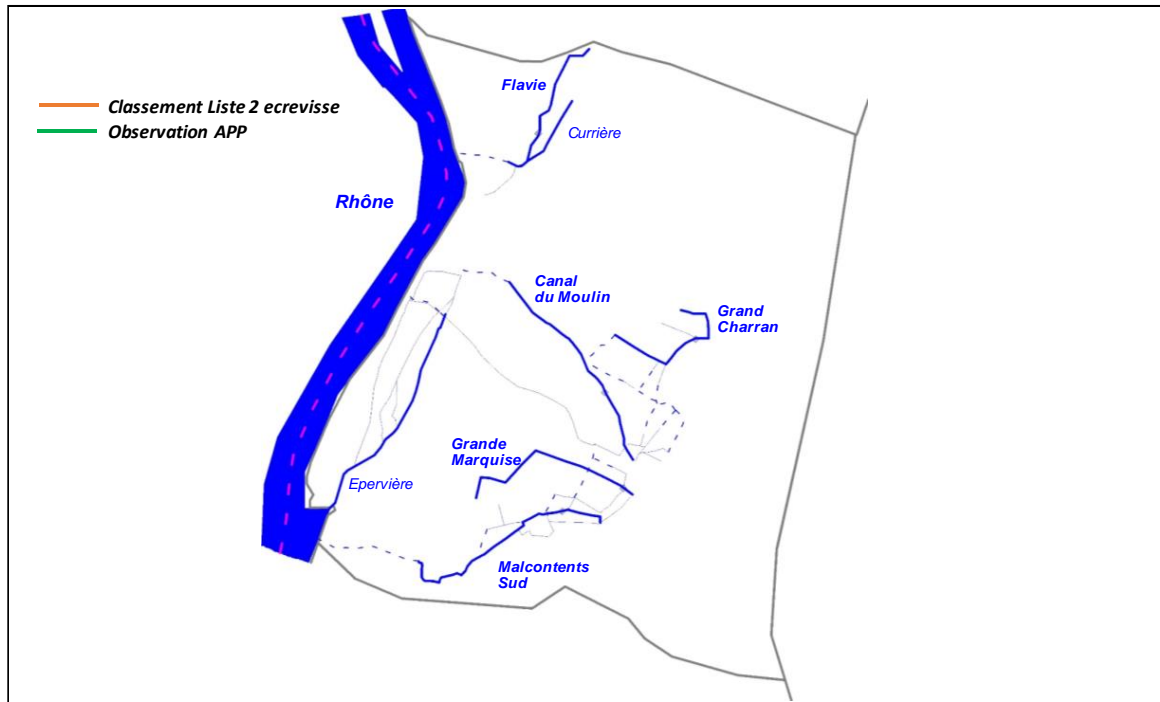 Flavie
Classement Liste 2 ecrevisse
Observation APP
Currière
Rhône
Canal
du Moulin
Grand
Charran
Grande
Marquise
Epervière
Malcontents
Sud